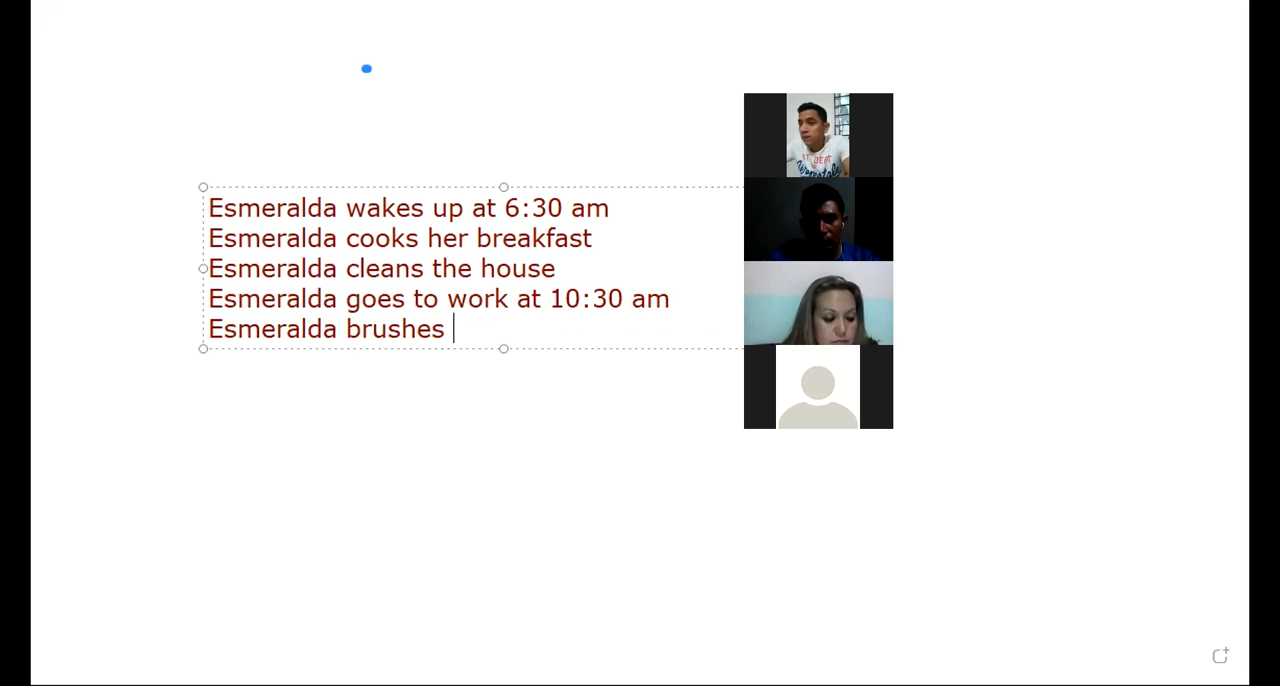 Esmeralda wakes up at 6:30 am
Esmeralda cooks her breakfast
Esmeralda cleans the house
Esmeralda goes to work at 10:30 am
Esmeralda brushes